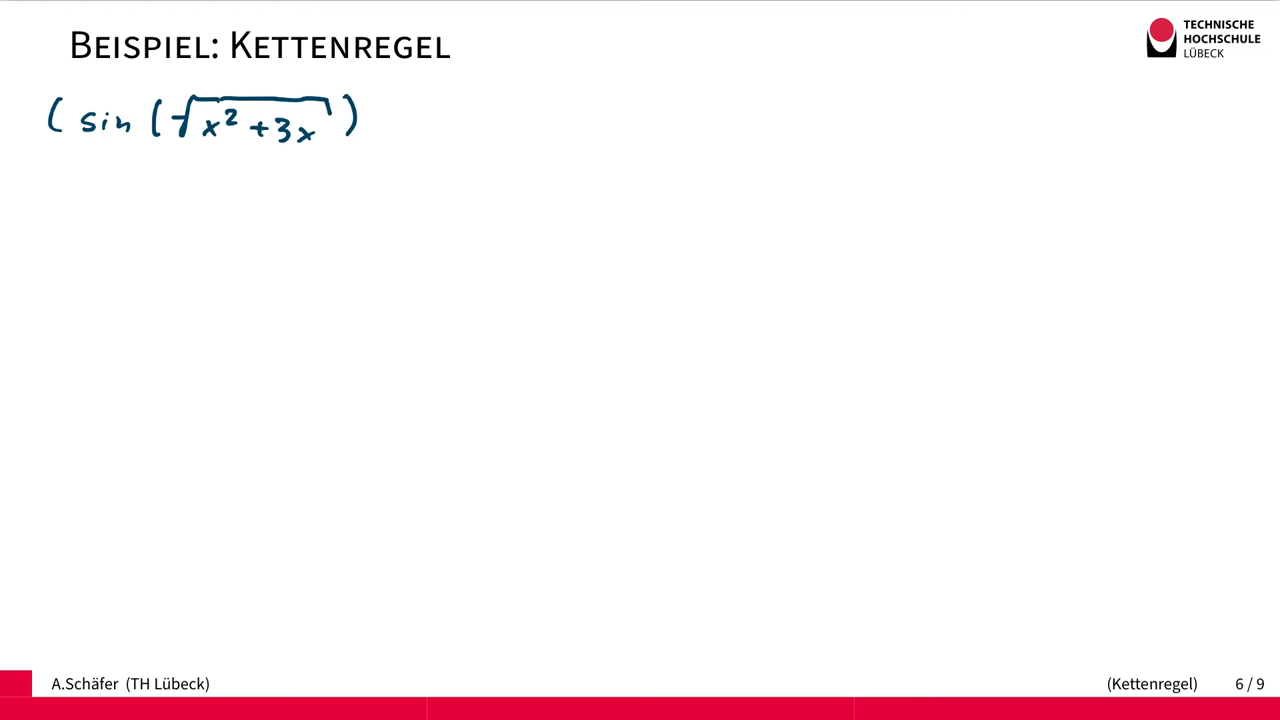 BEISPIEL: KETTENREGEL
TECHNISCHE
HOCHSCHULE
LÜBECK
( sin (√x² + 3x )
A.Schäfer (TH Lübeck)
(Kettenregel)
6 / 9